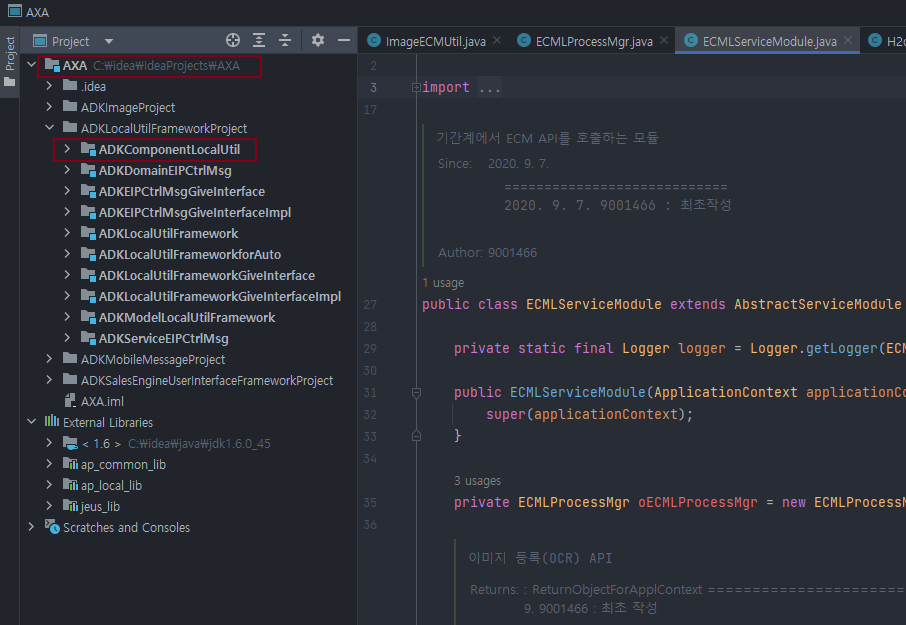 AXA
Project
Project
AXA C:₩idea₩IdeaProjects₩AXA
.idea
ADKImageProject
ADKLocalUtilFrameworkProject
ADKComponentLocalUtil
ADKDomainEIPCtrlMsg
ADKEIPCtrlMsgGiveInterface
ADKEIPCtrlMsgGiveInterfaceImpl
ADKLocalUtilFramework
ADKLocalUtilFrameworkforAuto
ADKLocalUtilFrameworkGiveInterface
ADKLocalUtilFrameworkGiveInterfaceImpl
ADKModelLocalUtilFramework
ADKServiceEIPCtrlMsg
ADKMobileMessageProject
ADKSalesEngineUserInterfaceFrameworkProject
AXA.iml
External Libraries
< 1.6 > C:₩idea₩java₩jdk1.6.0_45
ap_common_lib
ap_local_lib
jeus_lib
Scratches and Consoles
ImageECMUtil.java ECMLProcessMgr.java ECMLServiceModule.java H2
2
3 import ...
17
기간계에서 ECM API를 호출하는 모듈
Since: 2020. 9. 7.
============================
2020. 9. 7. 9001466 : 최초작성
Author: 9001466
1 usage
27 public class ECMLServiceModule extends AbstractServiceModule
28
29 private static final Logger logger = Logger.getLogger(EC
30
31 public ECMLServiceModule(ApplicationContext applicationCo
32 super(applicationContext);
33 }
34
3 usages
35 private ECMLProcessMgr oECMLProcessMgr = new ECMLProcess
36
이미지 등록(OCR) API
Returns: : ReturnObjectForApplContext ========================
9. 9001466 : 최초 작성